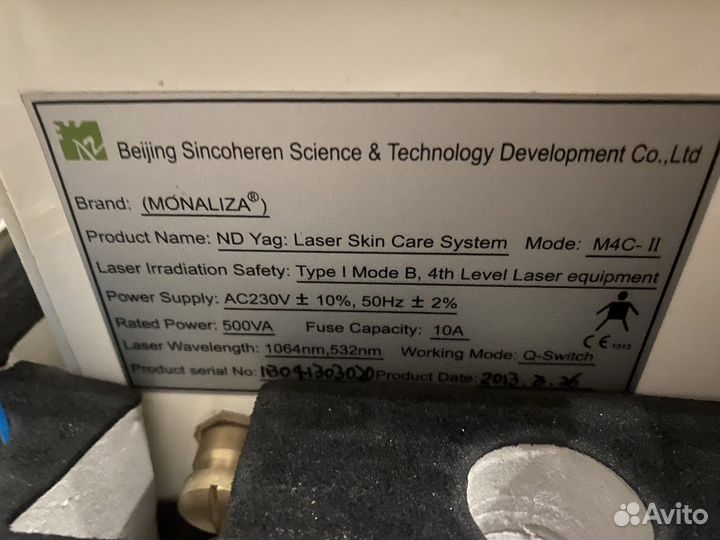 Beijing Sincoheren Science & Technology Development Co.,Ltd
Brand: (MONALIZA®)
Product Name: ND Yag: Laser Skin Care System Mode: M4C-II
Laser Irradiation Safety: Type I Mode B, 4th Level Laser equipment
Power Supply: AC230V ± 10%, 50Hz ± 2%
Rated Power: 500VA Fuse Capacity: 10A
CE 1313
Laser Wavelength: 1064nm,532nm Working Mode: Q-Switch
Product serial No: Product Date: 2013
Avito